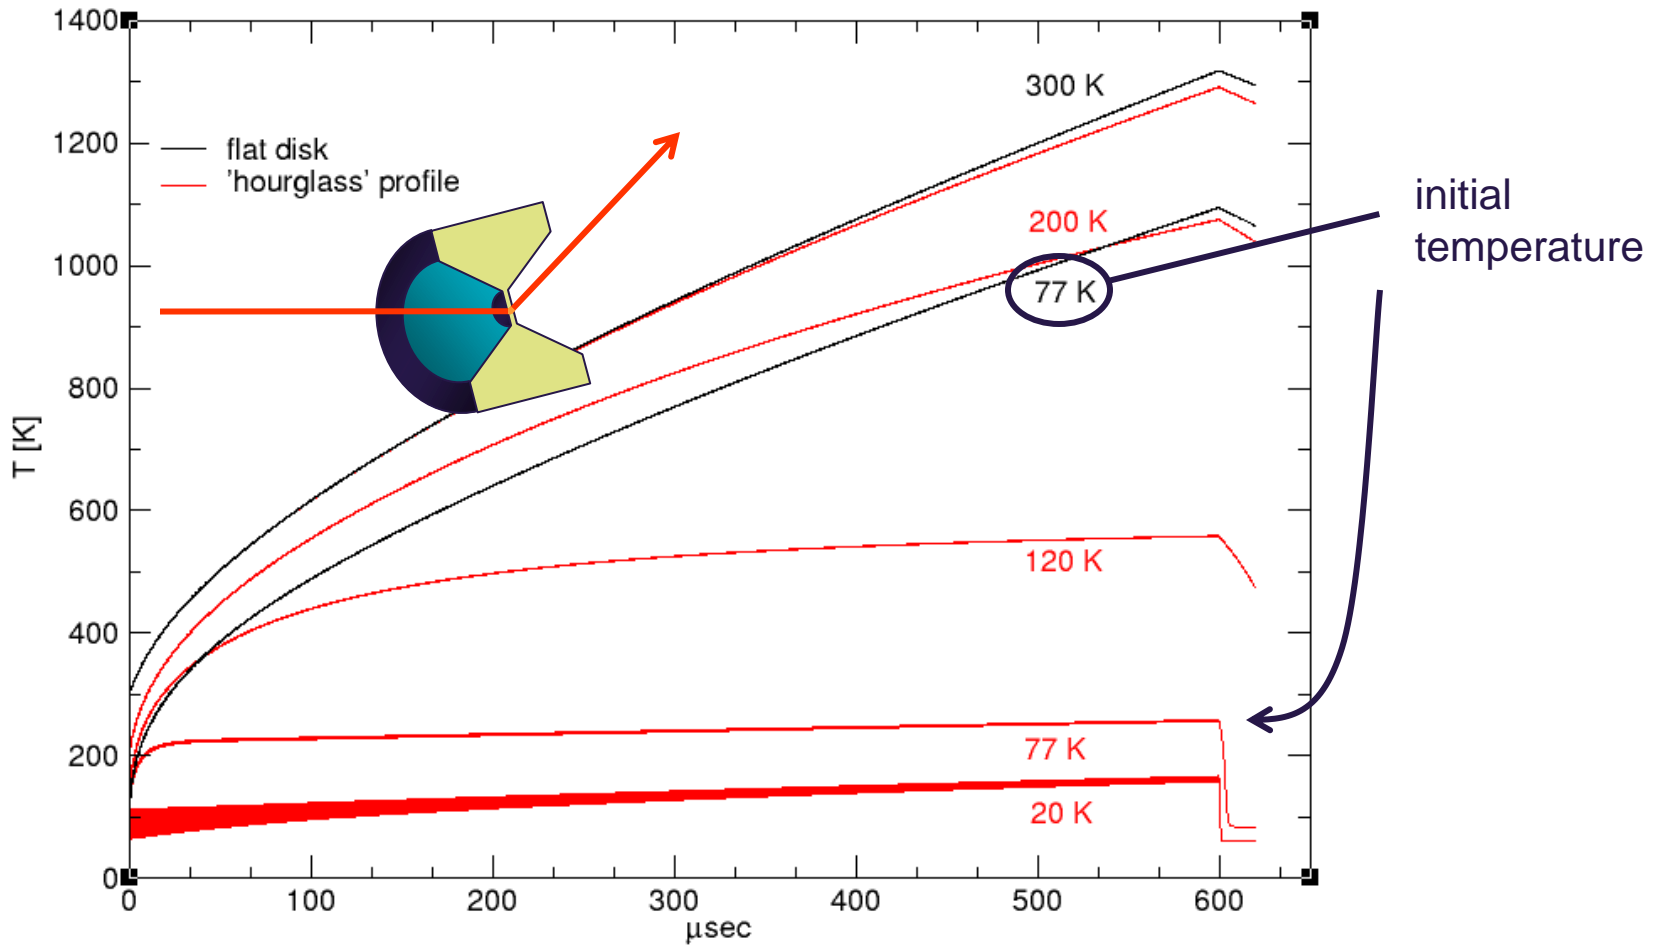 1400
1200
1000
800
600
400
200
0
T [K]
flat disk
'hourglass' profile
300 K
200 K
77 K
120 K
77 K
20 K
initial
temperature
0
100
200
300
400
500
600
μsec